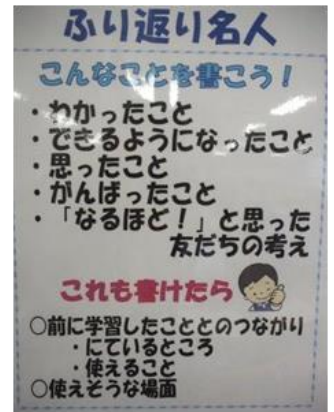 ふり返り名人
こんなことを書こう！
・わかったこと
・できるようになったこと
・思ったこと
・がんばったこと
・「なるほど！」と思った
友だちの考え
これも書けたら
○前に学習したこととのつながり
・にているところ
・使えること
○使えそうな場面